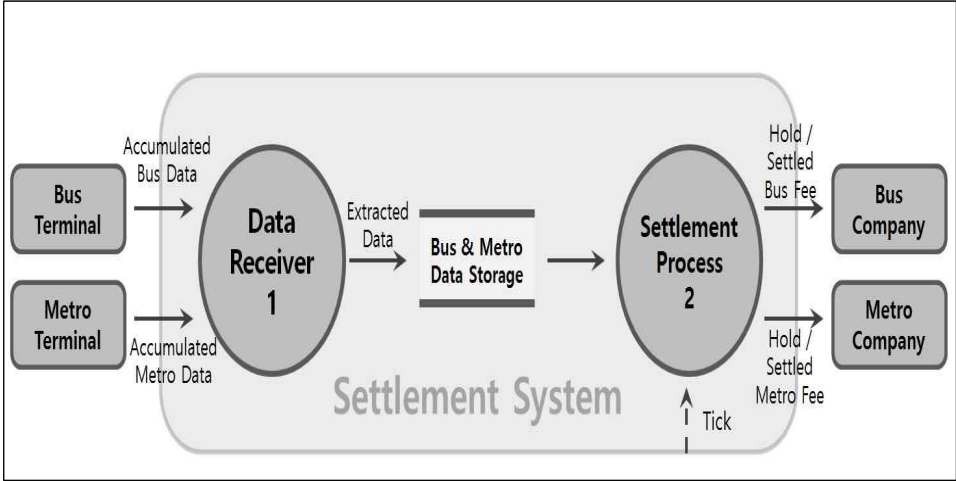 Bus
Terminal
Accumulated
Bus Data
Metro
Terminal
Accumulated
Metro Data
Data
Receiver
1
Extracted
Data
Bus & Metro
Data Storage
Settlement
Process
2
Hold /
Settled
Bus Fee
Bus
Company
Hold /
Settled
Metro Fee
Metro
Company
Settlement System
Tick